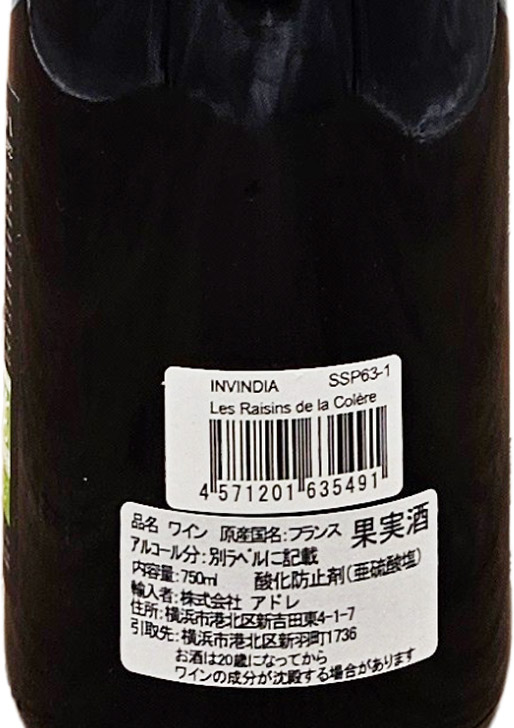 INVINDIA SSP63-1
Les Raisins de la Colère
4 571201 635491
品名 ワイン 原産国名:フランス 果実酒
アルコール分:別ラベルに記載
内容量:750ml 酸化防止剤(亜硫酸塩)
輸入者:株式会社 アドレ
住所:横浜市港北区新吉田東4-1-7
引取先:横浜市港北区新羽町1736
お酒は20歳になってから
ワインの成分が沈殿する場合があります